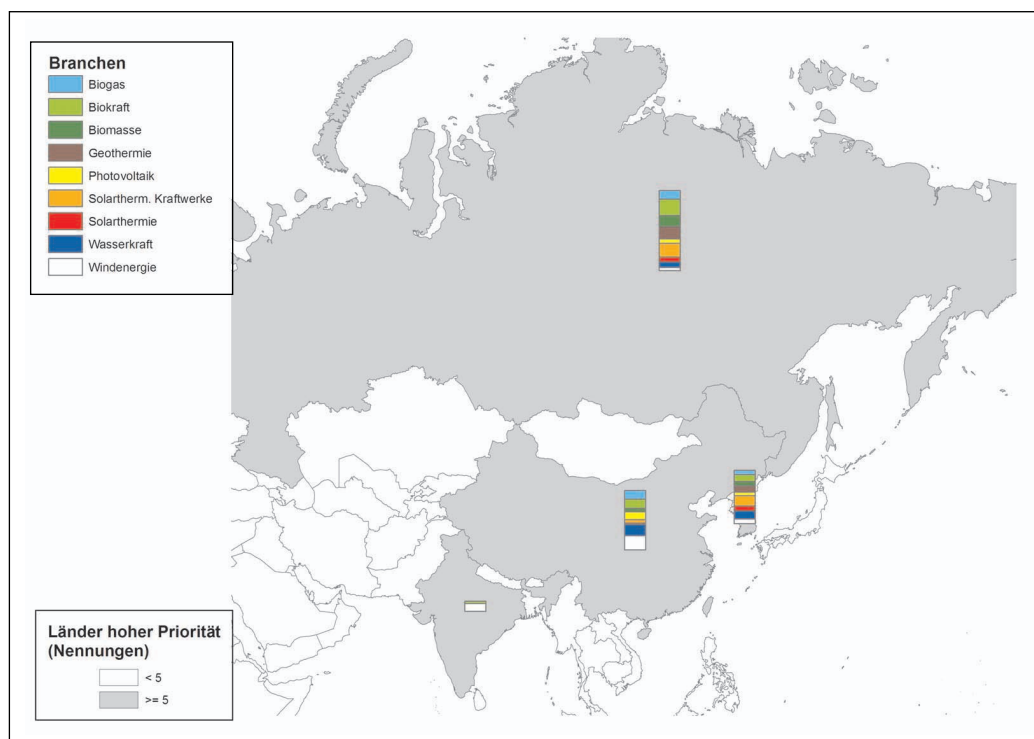 Branchen
Biogas
Biokraft
Biomasse
Geothermie
Photovoltaik
Solartherm. Kraftwerke
Solarthermie
Wasserkraft
Windenergie
Länder hoher Priorität
(Nennungen)
< 5
>= 5